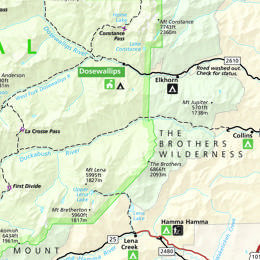 Mt Constance
7743ft
2360m
Constance
Pass
Lake
Constance
A L
Dosewallips
2610
Elkhorn
Road washed out.
Check for status.
Anderson
Mt Jupiter
5701ft
1738m
La Crosse Pass
THE
BROTHERS
WILDERNESS
Collins
Duckabush
River
Mt Lena
5995ft
1827m
The Brothers
6866ft
2093m
First Divide
Mt Bretherton
5960ft
1817m
6434ft
1961m
MOUNT
25
Lena
Creek
Hamma Hamma
2480